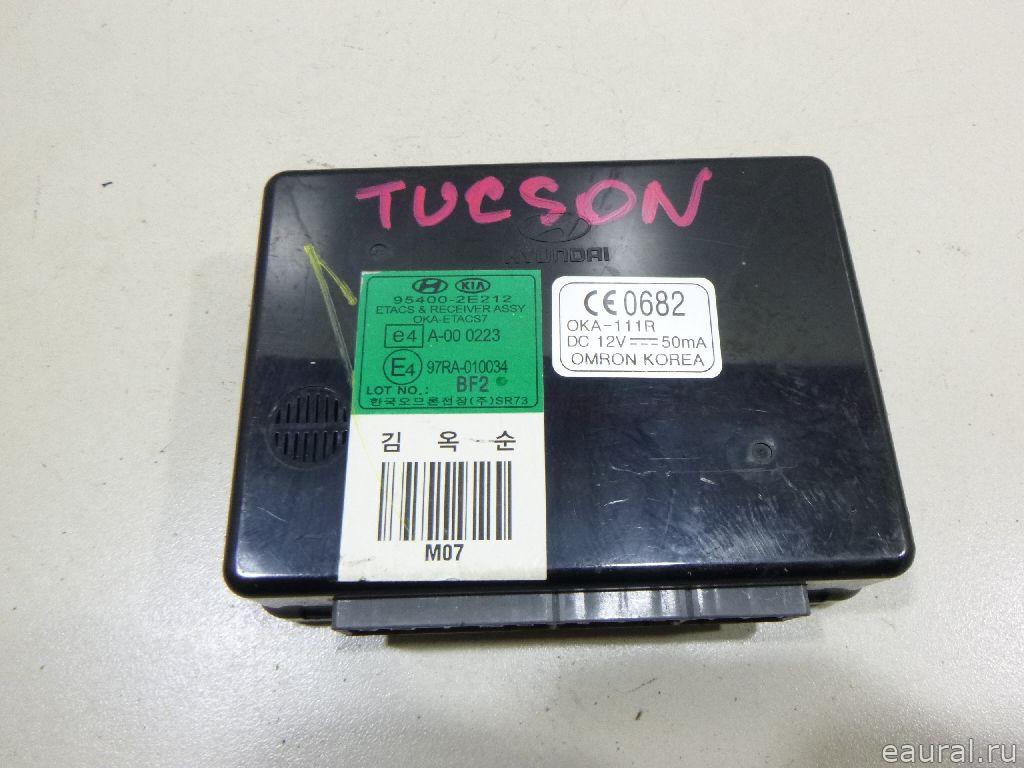 TUCSON
HYUNDAI
KIA
95400-2E212
ETACS & RECEIVER ASSY
OKA-ETACS7
e4 A-00 0223
E4 97RA-010034
LOT NO.: BF2
한국오므론전장(주)SR73
김 옥 순
M07
CE0682
OKA-111R
DC 12V 50mA
OMRON KOREA
eaural.ru